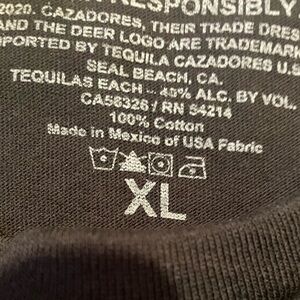 RESPONSIBLY
2020. CAZADORES, THEIR TRADE DRES
AND THE DEER LOGO ARE TRADEMAR
PORTED BY TEQUILA CAZADORES U.S
SEAL BEACH, CA.
TEQUILAS EACH – 40% ALC. BY VOL.
CA56326 / RN 54214
100% Cotton
Made in Mexico of USA Fabric
XL